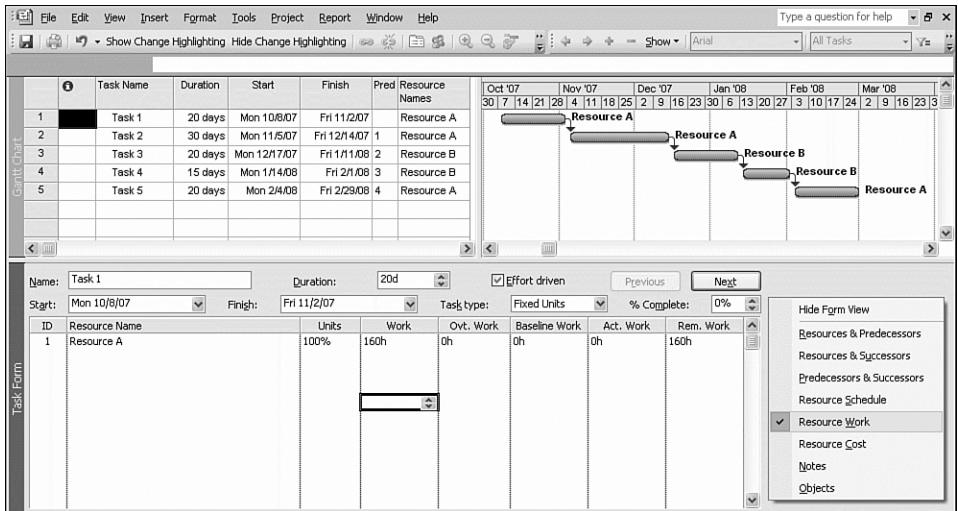 File Edit View Insert Format Tools Project Report Window Help Type a question for help
Show Change Highlighting Hide Change Highlighting Show Arial All Tasks
Task Name Duration Start Finish Pred Resource Names
Oct '07 Nov '07 Dec '07 Jan '08 Feb '08 Mar '08
30 7 14 21 28 4 11 18 25 2 9 16 23 30 6 13 20 27 3 10 17 24 2 9 16 23 3
1 Task 1 20 days Mon 10/8/07 Fri 11/2/07 Resource A Resource A
2 Task 2 30 days Mon 11/5/07 Fri 12/14/07 1 Resource A Resource A
3 Task 3 20 days Mon 12/17/07 Fri 1/11/08 2 Resource B Resource B
4 Task 4 15 days Mon 1/14/08 Fri 2/1/08 3 Resource B Resource B
5 Task 5 20 days Mon 2/4/08 Fri 2/29/08 4 Resource A Resource A
Gantt Chart
Name: Task 1 Duration: 20d Effort driven Previous Next
Start: Mon 10/8/07 Finish: Fri 11/2/07 Task type: Fixed Units % Complete: 0%
ID Resource Name Units Work Ovt. Work Baseline Work Act. Work Rem. Work
1 Resource A 100% 160h 0h 0h 0h 160h
Task Form
Hide Form View
Resources & Predecessors
Resources & Successors
Predecessors & Successors
Resource Schedule
Resource Work
Resource Cost
Notes
Objects